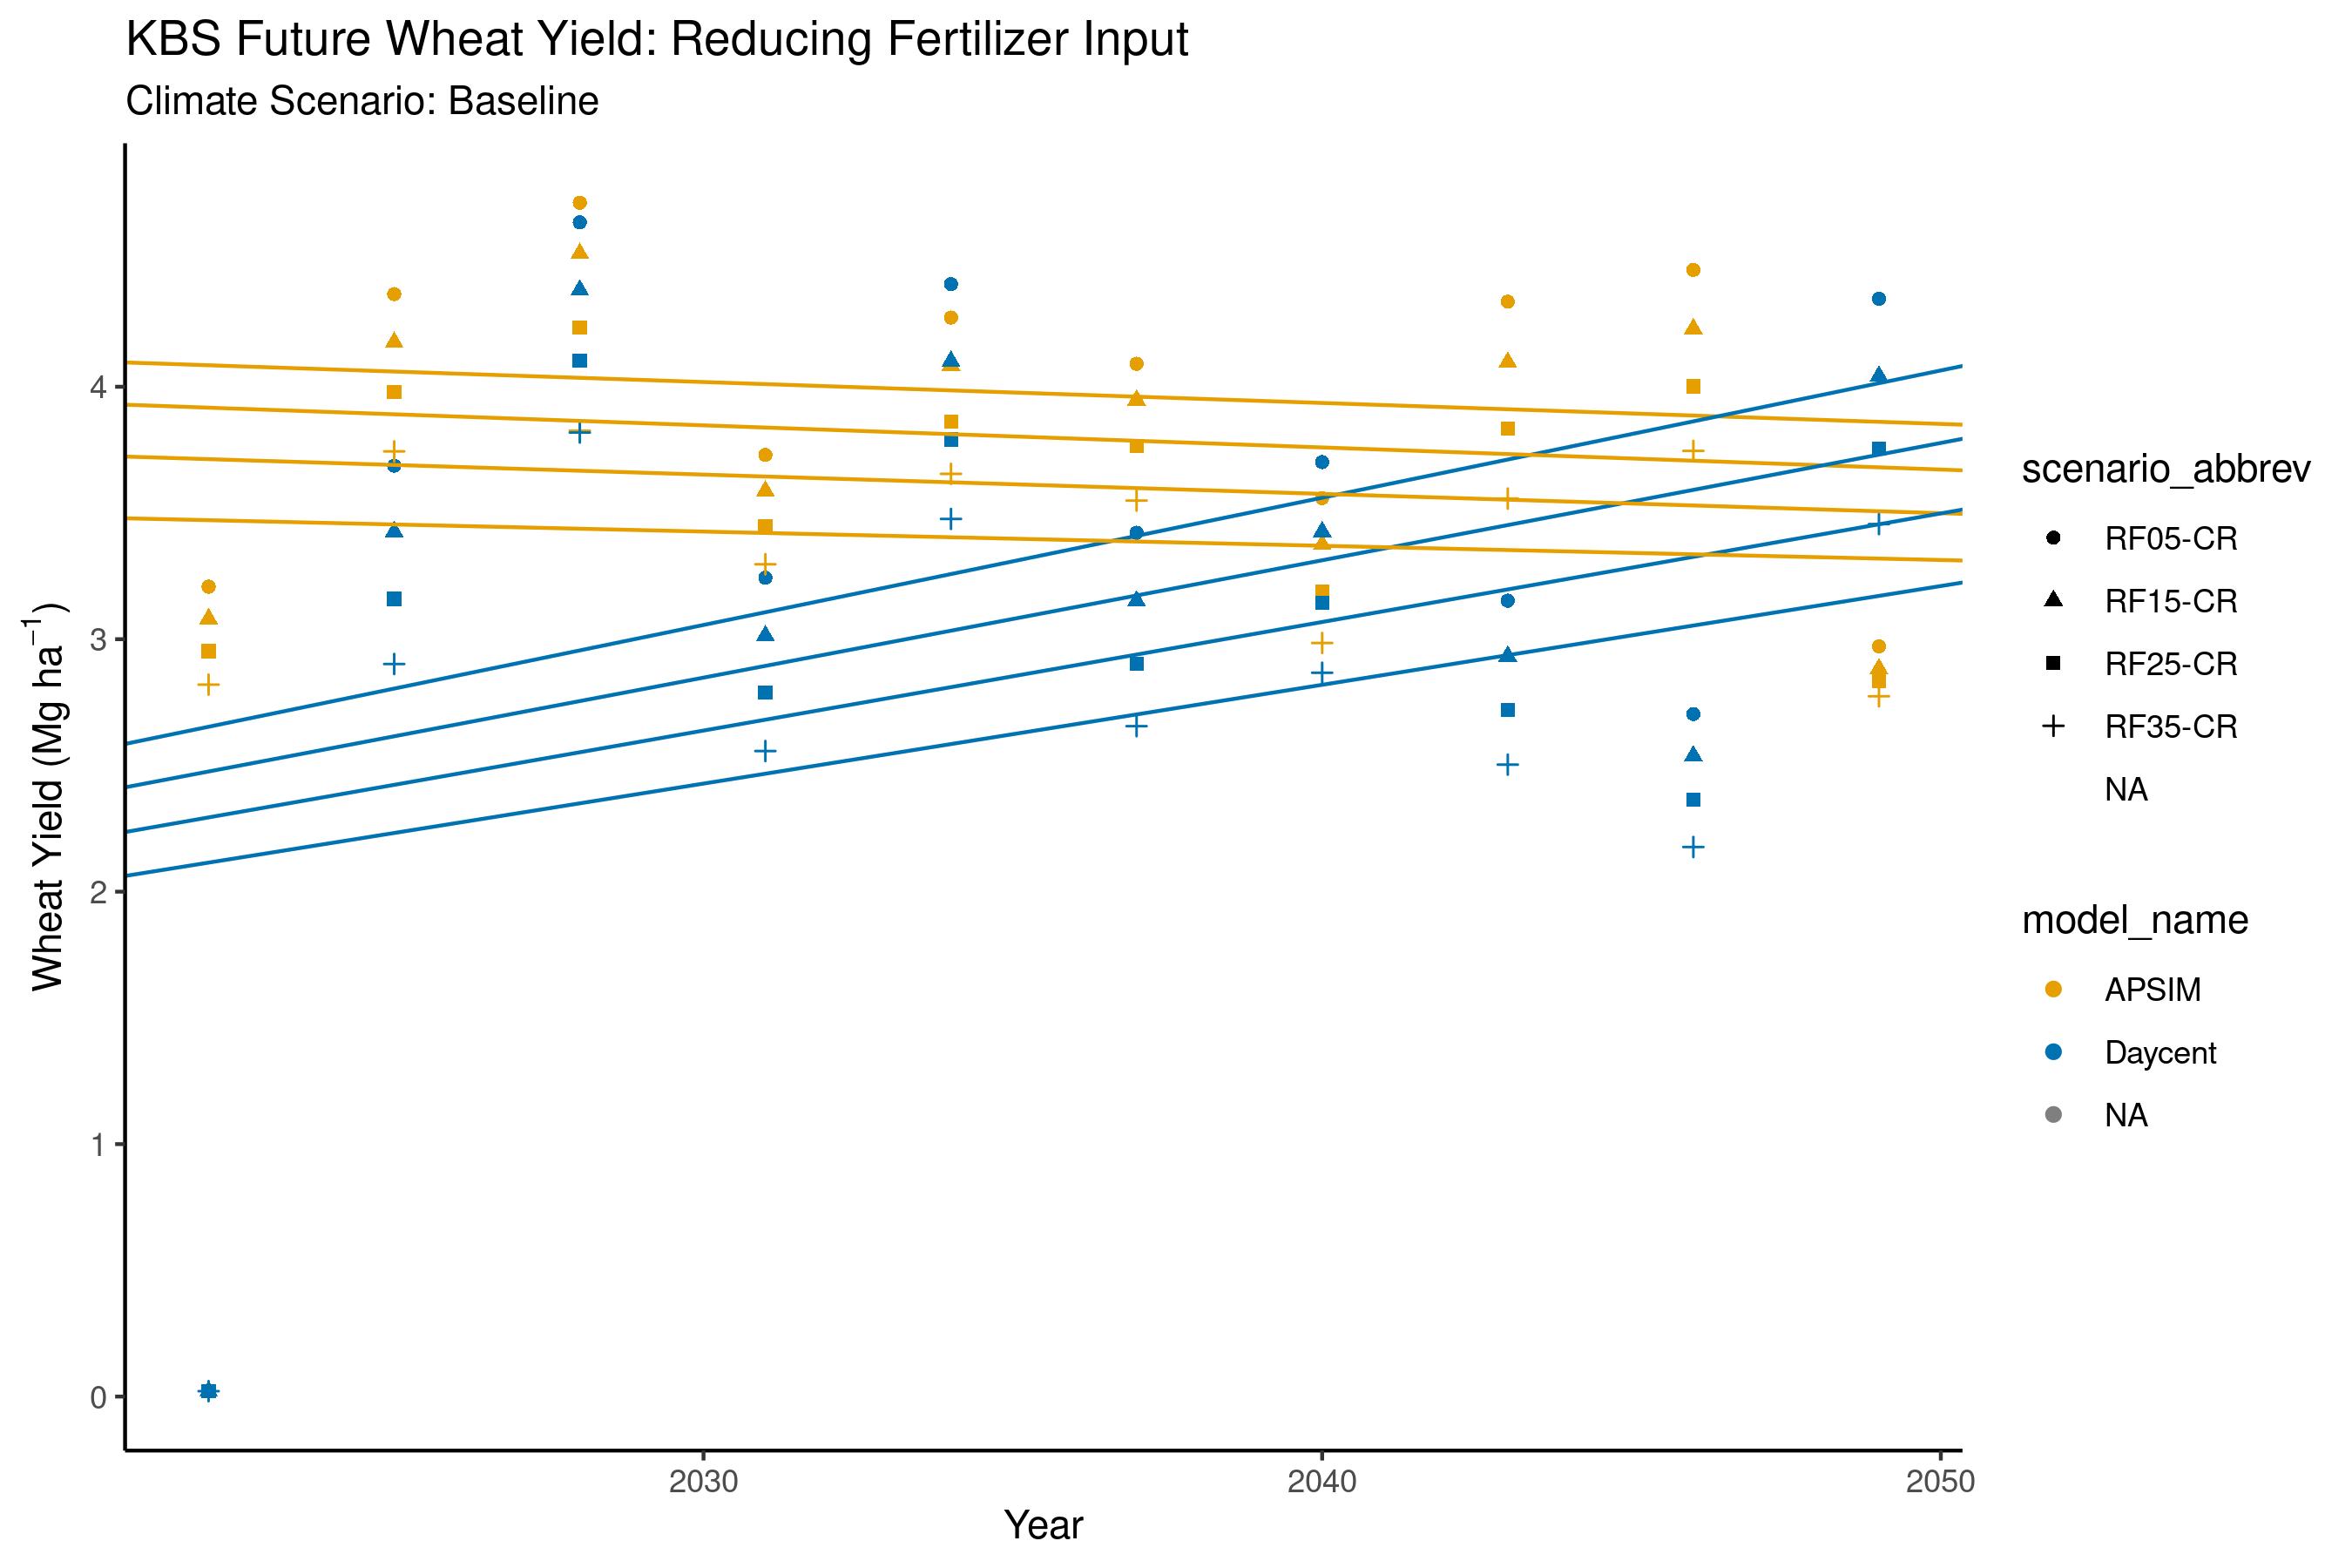 KBS Future Wheat Yield: Reducing Fertilizer Input
Climate Scenario: Baseline
Wheat Yield (Mg ha⁻¹)
4
3
2
1
0
2030
2040
2050
Year
scenario_abbrev
RF05-CR
RF15-CR
RF25-CR
RF35-CR
NA
model_name
APSIM
Daycent
NA